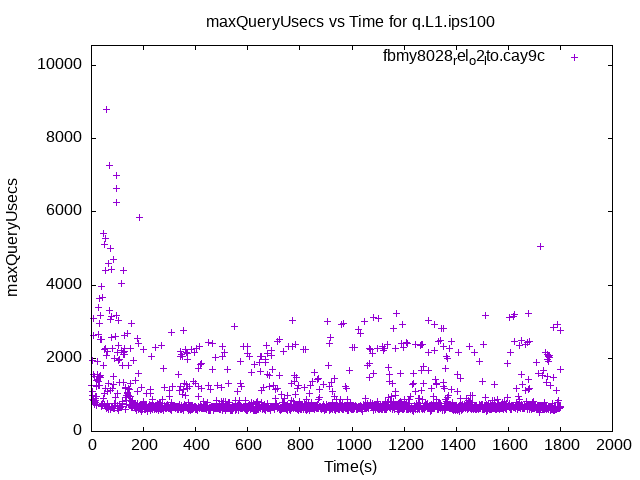 maxQueryUsecs vs Time for q.L1.ips100
fbmy8028relo2lto.cay9c
10000
8000
6000
4000
2000
0
maxQueryUsecs
0 200 400 600 800 1000 1200 1400 1600 1800 2000
Time(s)